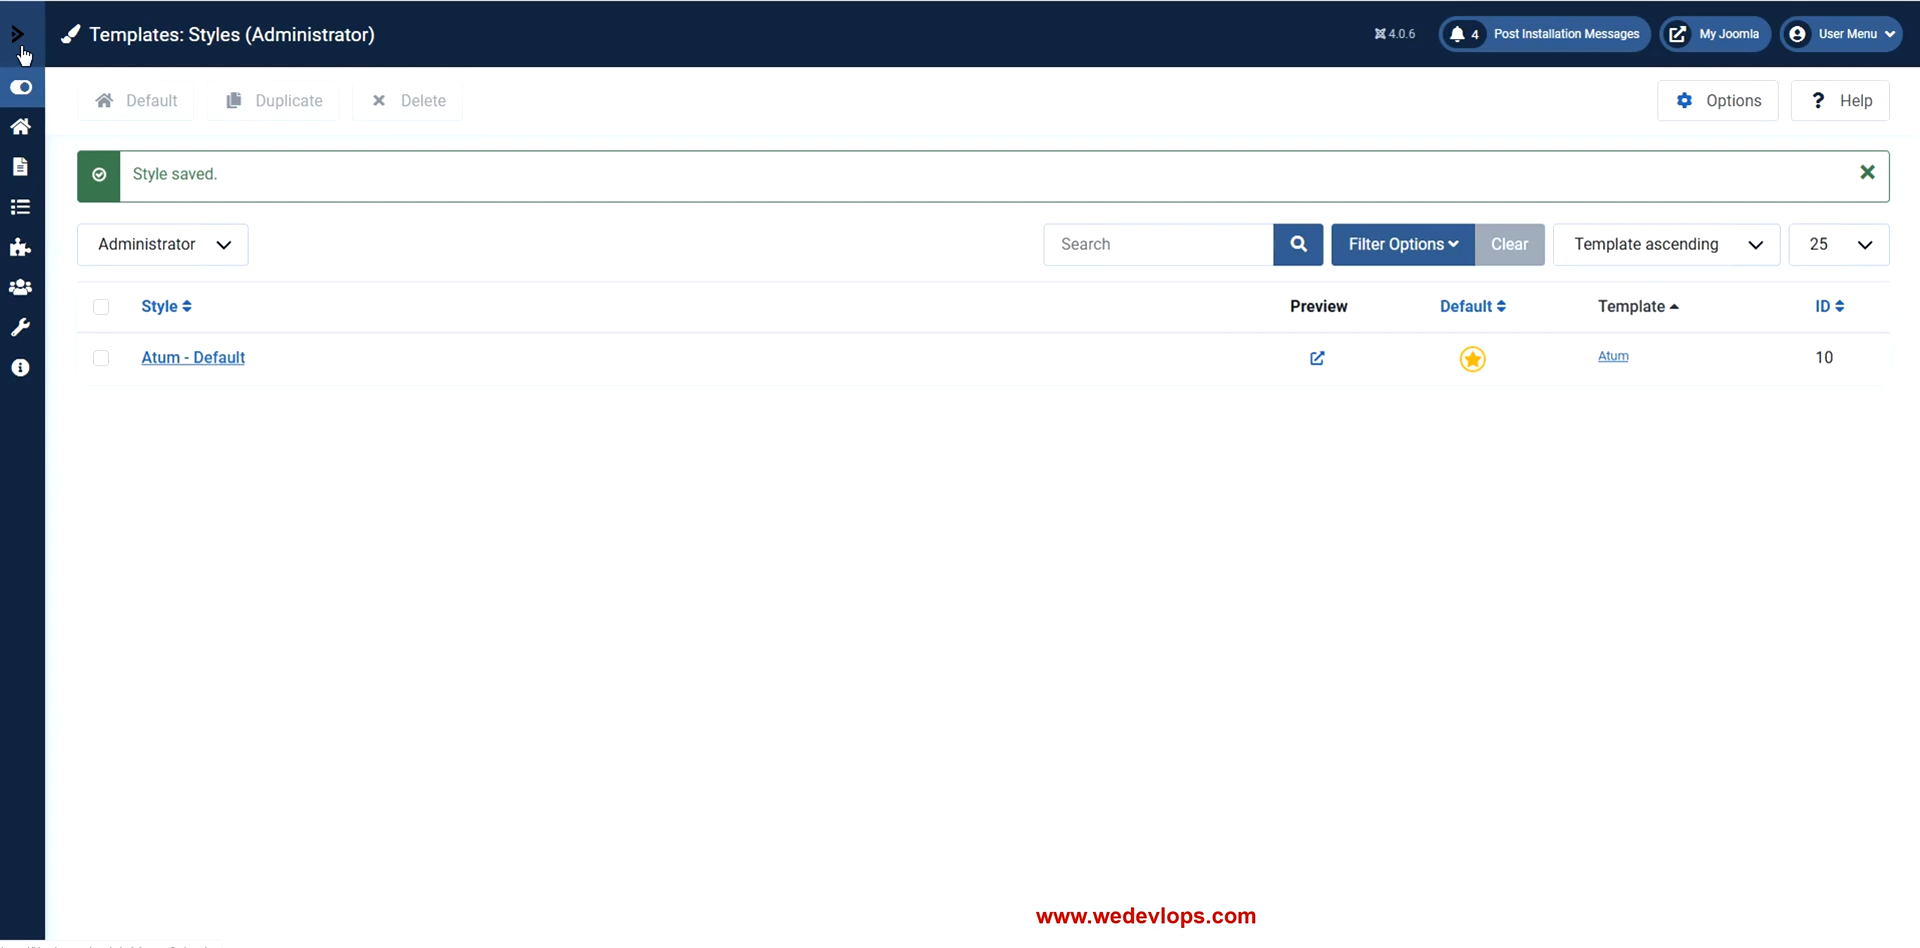 Templates: Styles (Administrator)
4.0.6
4 Post Installation Messages
My Joomla
User Menu
Default
Duplicate
Delete
Options
? Help
Style saved.
Administrator
Search
Filter Options
Clear
Template ascending
25
Style
Preview
Default
Template
ID
Atum - Default
Atum
10
www.wedevlops.com